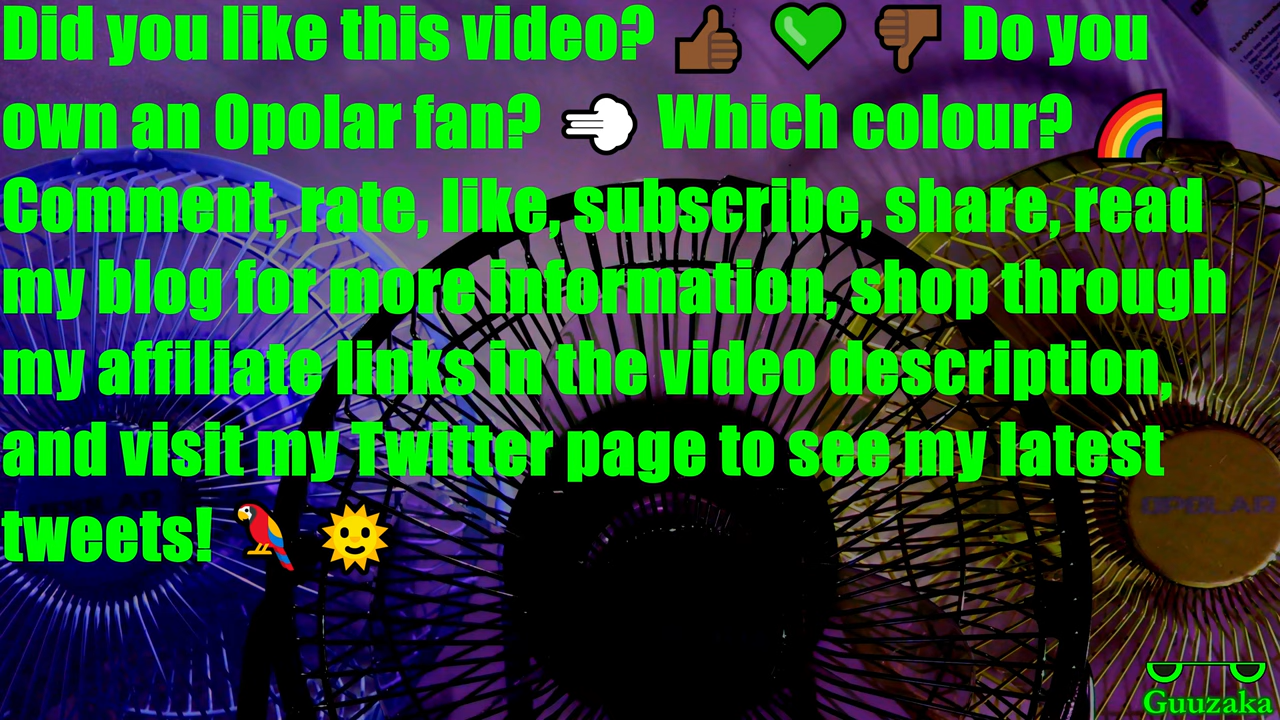 Did you like this video? 👍🏾 💚 👎🏾 Do you
own an Opolar fan? 💨 Which colour? 🌈
Comment, rate, like, subscribe, share, read
my blog for more information, shop through
my affiliate links in the video description,
and visit my Twitter page to see my latest
tweets! 🦜 🌞
OPOLAR
OPOLAR
Guuzaka